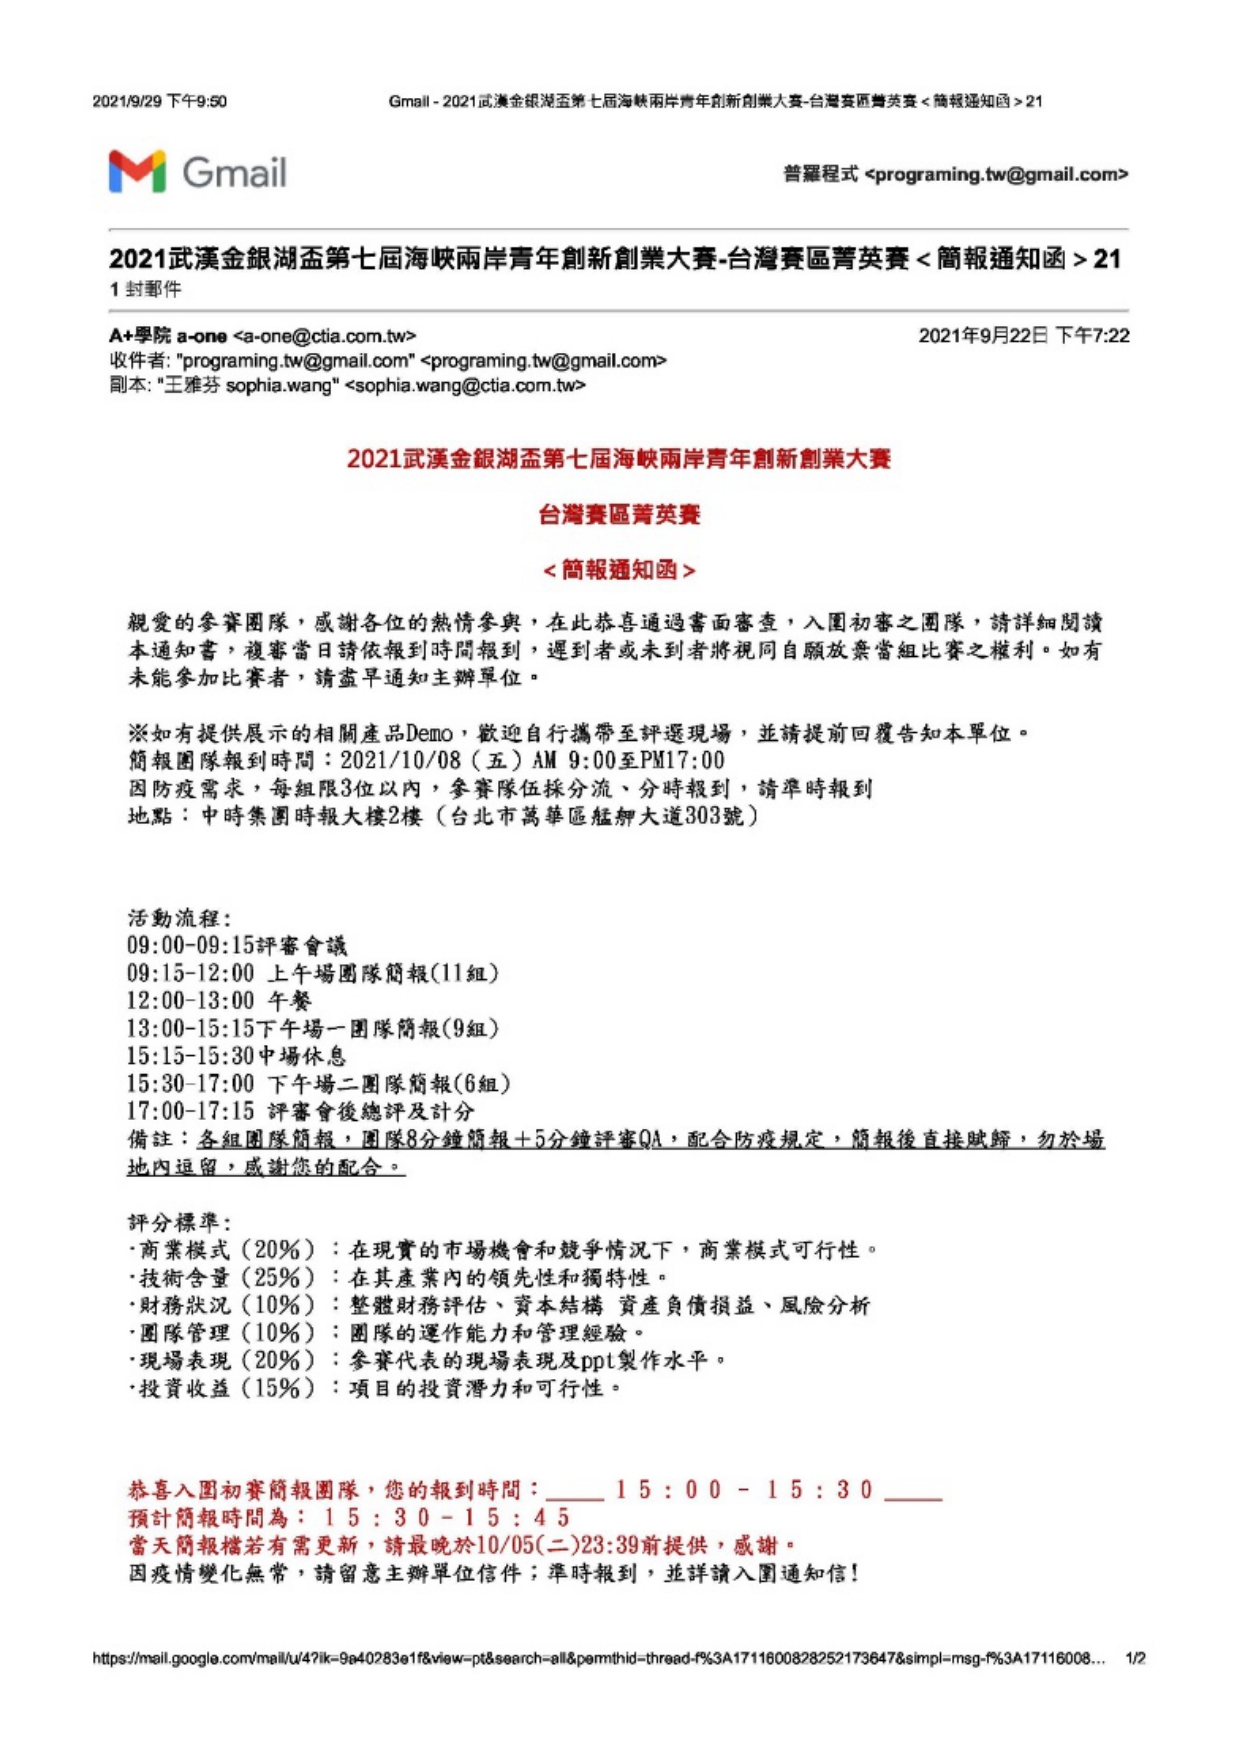 2021/9/29 下午9:50
Gmail - 2021武漢金銀湖盃第七屆海峽兩岸青年創新創業大賽-台灣賽區菁英賽＜簡報通知函＞21
Gmail
普羅程式 <programing.tw@gmail.com>
2021武漢金銀湖盃第七屆海峽兩岸青年創新創業大賽-台灣賽區菁英賽＜簡報通知函＞21
1 封郵件
A+學院 a-one <a-one@ctia.com.tw>
2021年9月22日 下午7:22
收件者: "programing.tw@gmail.com" <programing.tw@gmail.com>
副本: "王雅芬 sophia.wang" <sophia.wang@ctia.com.tw>
2021武漢金銀湖盃第七屆海峽兩岸青年創新創業大賽
台灣賽區菁英賽
＜簡報通知函＞
親愛的參賽團隊，感謝各位的熱情參與，在此恭喜通過書面審查，入圍初審之團隊，請詳細閱讀
本通知書，複審當日請依報到時間報到，遲到者或未到者將視同自願放棄當組比賽之權利。如有
未能參加比賽者，請盡早通知主辦單位。
※如有提供展示的相關產品Demo，歡迎自行攜帶至評選現場，並請提前回覆告知本單位。
簡報團隊報到時間：2021/10/08（五）AM 9:00至PM17:00
因防疫需求，每組限3位以內，參賽隊伍採分流、分時報到，請準時報到
地點：中時集團時報大樓2樓（台北市萬華區艋舺大道303號）
活動流程:
09:00-09:15評審會議
09:15-12:00 上午場團隊簡報(11組)
12:00-13:00 午餐
13:00-15:15下午場一團隊簡報(9組)
15:15-15:30中場休息
15:30-17:00 下午場二團隊簡報(6組)
17:00-17:15 評審會後總評及計分
備註：各組團隊簡報，團隊8分鐘簡報＋5分鐘評審QA，配合防疫規定，簡報後直接賦歸，勿於場
地內逗留，感謝您的配合。
評分標準:
·商業模式（20%）：在現實的市場機會和競爭情況下，商業模式可行性。
·技術含量（25%）：在其產業內的領先性和獨特性。
·財務狀況（10%）：整體財務評估、資本結構 資產負債損益、風險分析
·團隊管理（10%）：團隊的運作能力和管理經驗。
·現場表現（20%）：參賽代表的現場表現及ppt製作水平。
·投資收益（15%）：項目的投資潛力和可行性。
恭喜入圍初賽簡報團隊，您的報到時間：_____ 15:00-15:30 _____
預計簡報時間為：15:30-15:45
當天簡報檔若有需更新，請最晚於10/05(二)23:39前提供，感謝。
因疫情變化無常，請留意主辦單位信件；準時報到，並詳讀入圍通知信!
https://mail.google.com/mail/u/4?ik=9a40283e1f&view=pt&search=all&permthid=thread-f%3A1711600828252173647&simpl=msg-f%3A17116008... 1/2